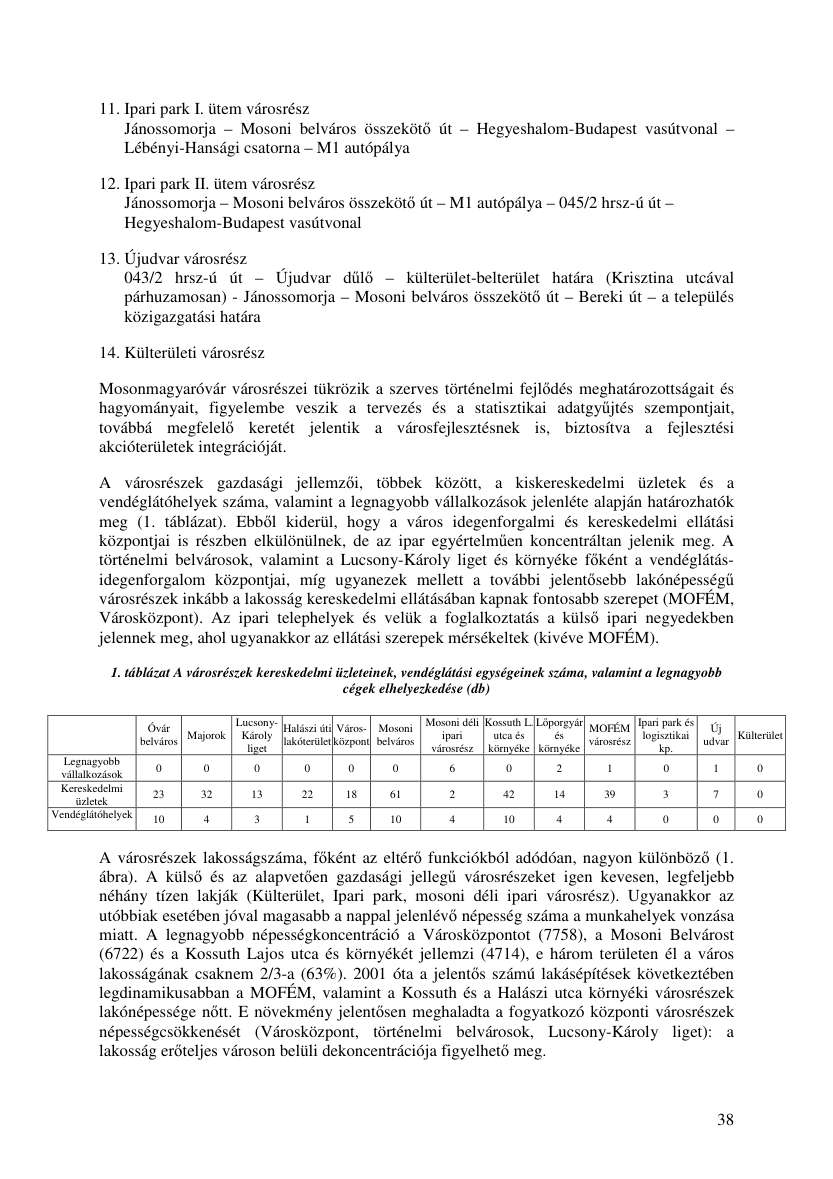 11. Ipari park I. ütem városrész
Jánossomorja – Mosoni belváros összekötő út – Hegyeshalom-Budapest vasútvonal –
Lébényi-Hansági csatorna – M1 autópálya
12. Ipari park II. ütem városrész
Jánossomorja – Mosoni belváros összekötő út – M1 autópálya – 045/2 hrsz-ú út –
Hegyeshalom-Budapest vasútvonal
13. Újudvar városrész
043/2 hrsz-ú út – Újudvar dűlő – külterület-belterület határa (Krisztina utcával
párhuzamosan) - Jánossomorja – Mosoni belváros összekötő út – Bereki út – a település
közigazgatási határa
14. Külterületi városrész
Mosonmagyaróvár városrészei tükrözik a szerves történelmi fejlődés meghatározottságait és
hagyományait, figyelembe veszik a tervezés és a statisztikai adatgyűjtés szempontjait,
továbbá megfelelő keretét jelentik a városfejlesztésnek is, biztosítva a fejlesztési
akcióterületek integrációját.
A városrészek gazdasági jellemzői, többek között, a kiskereskedelmi üzletek és a
vendéglátóhelyek száma, valamint a legnagyobb vállalkozások jelenléte alapján határozhatók
meg (1. táblázat). Ebből kiderül, hogy a város idegenforgalmi és kereskedelmi ellátási
központjai is részben elkülönülnek, de az ipar egyértelműen koncentráltan jelenik meg. A
történelmi belvárosok, valamint a Lucsony-Károly liget és környéke főként a vendéglátás-
idegenforgalom központjai, míg ugyanezek mellett a további jelentősebb lakónépességű
városrészek inkább a lakosság kereskedelmi ellátásában kapnak fontosabb szerepet (MOFÉM,
Városközpont). Az ipari telephelyek és velük a foglalkoztatás a külső ipari negyedekben
jelennek meg, ahol ugyanakkor az ellátási szerepek mérsékeltek (kivéve MOFÉM).
1. táblázat A városrészek kereskedelmi üzleteinek, vendéglátási egységeinek száma, valamint a legnagyobb
cégek elhelyezkedése (db)
Óvár belváros Majorok Lucsony-Károly liget Halászi úti lakóterület Város-központ Mosoni belváros Mosoni déli ipari városrész Kossuth L. utca és környéke Lőporgyár és környéke MOFÉM városrész Ipari park és logisztikai kp. Új udvar Külterület
Legnagyobb vállalkozások 0 0 0 0 0 0 6 0 2 1 0 1 0
Kereskedelmi üzletek 23 32 13 22 18 61 2 42 14 39 3 7 0
Vendéglátóhelyek 10 4 3 1 5 10 4 10 4 4 0 0 0
A városrészek lakosságszáma, főként az eltérő funkciókból adódóan, nagyon különböző (1.
ábra). A külső és az alapvetően gazdasági jellegű városrészeket igen kevesen, legfeljebb
néhány tízen lakják (Külterület, Ipari park, mosoni déli ipari városrész). Ugyanakkor az
utóbbiak esetében jóval magasabb a nappal jelenlévő népesség száma a munkahelyek vonzása
miatt. A legnagyobb népességkoncentráció a Városközpontot (7758), a Mosoni Belvárost
(6722) és a Kossuth Lajos utca és környékét jellemzi (4714), e három területen él a város
lakosságának csaknem 2/3-a (63%). 2001 óta a jelentős számú lakásépítések következtében
legdinamikusabban a MOFÉM, valamint a Kossuth és a Halászi utca környéki városrészek
lakónépessége nőtt. E növekmény jelentősen meghaladta a fogyatkozó központi városrészek
népességcsökkenését (Városközpont, történelmi belvárosok, Lucsony-Károly liget): a
lakosság erőteljes városon belüli dekoncentrációja figyelhető meg.
38